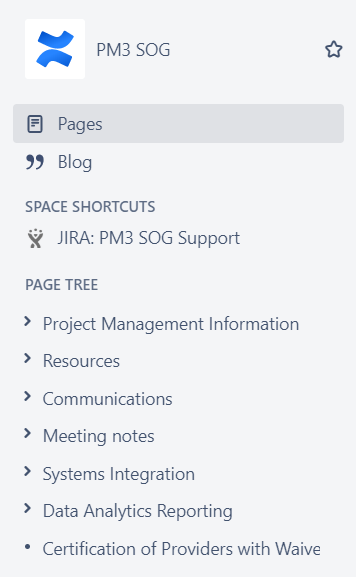 PM3 SOG
Pages
Blog
SPACE SHORTCUTS
JIRA: PM3 SOG Support
PAGE TREE
Project Management Information
Resources
Communications
Meeting notes
Systems Integration
Data Analytics Reporting
Certification of Providers with Waive